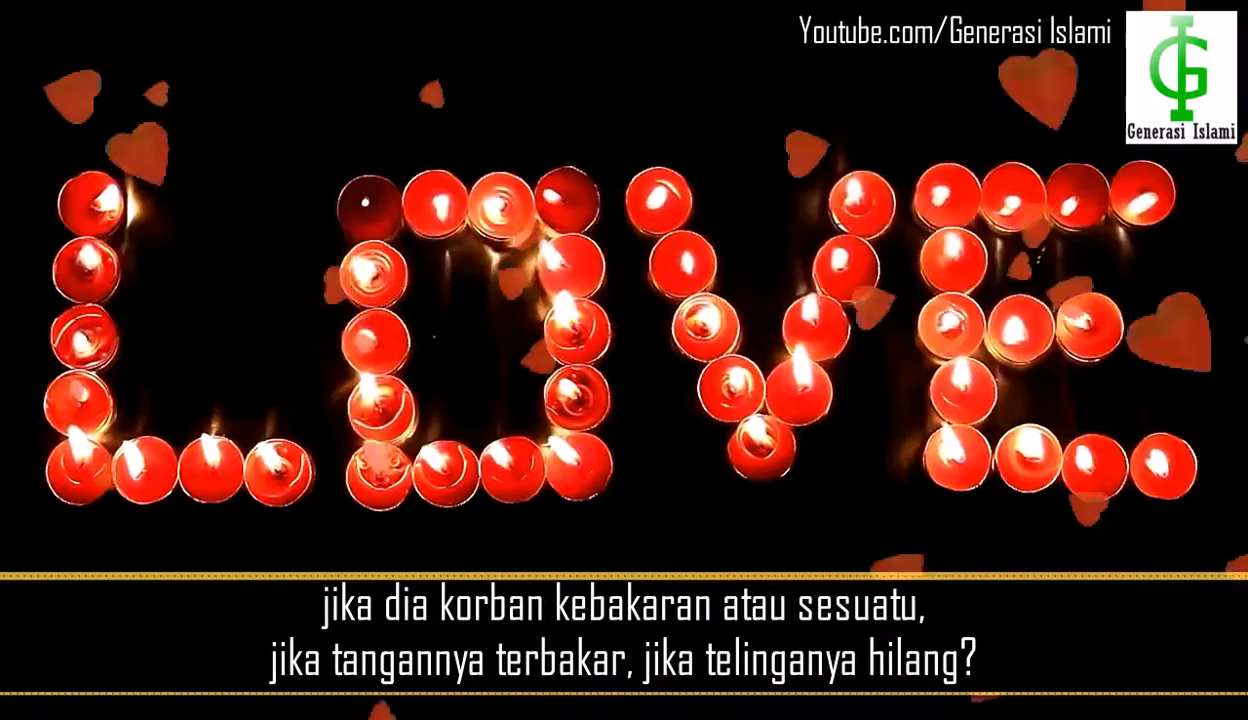 Youtube.com/Generasi Islami
GI
Generasi Islami
LOVE
jika dia korban kebakaran atau sesuatu,
jika tangannya terbakar, jika telinganya hilang?